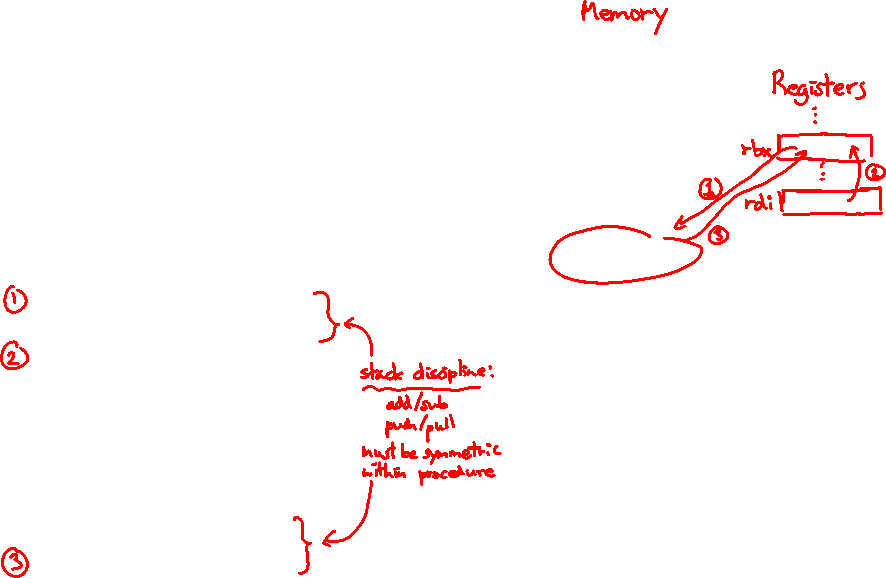 Memory
Registers
rbx
②
①
rdi
③
①
②
stack discipline:
add/sub
push/pull
must be symmetric
within procedure
③